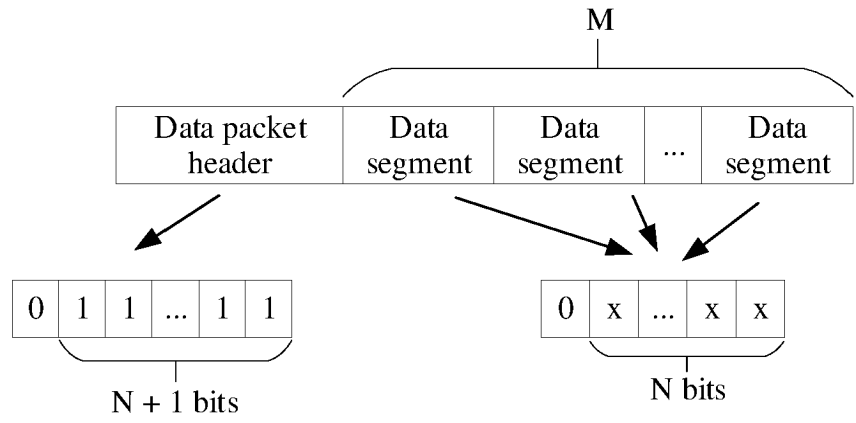 M
Data packet header
Data segment
Data segment
...
Data segment
0 1 1 ... 1 1
0 x ... x x
N + 1 bits
N bits